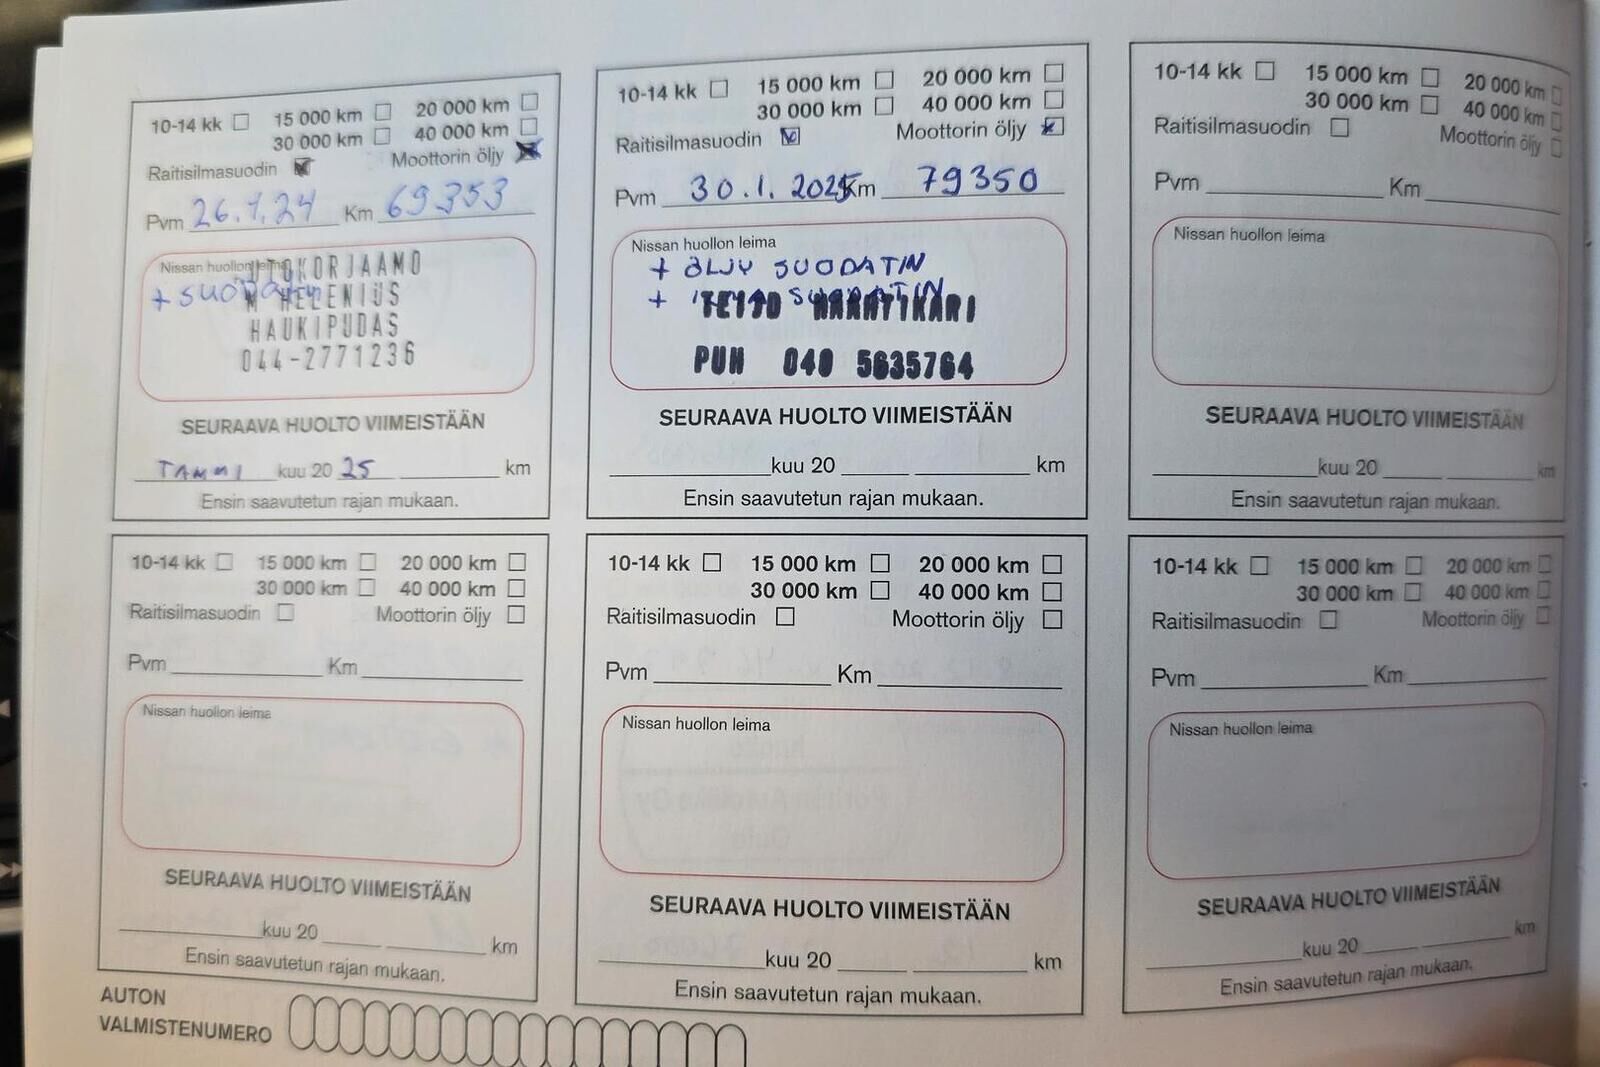 10-14 kk 15 000 km 20 000 km
30 000 km 40 000 km
Raitisilmasuodin Moottorin öljy
Pvm 26.1.24 Km 69353
Nissan huollon leima
AUTOKORJAAMO
+ SUODATIN
M HELENIUS
HAUKIPUDAS
044-2771236
SEURAAVA HUOLTO VIIMEISTÄÄN
TAMMI kuu 20 25 km
Ensin saavutetun rajan mukaan.
10-14 kk 15 000 km 20 000 km
30 000 km 40 000 km
Raitisilmasuodin Moottorin öljy
Pvm 30.1.2025 Km 79350
Nissan huollon leima
+ ÖLJY SUODATIN
+ SUODATIN
PUH 040 5635764
SEURAAVA HUOLTO VIIMEISTÄÄN
kuu 20 km
Ensin saavutetun rajan mukaan.
10-14 kk 15 000 km 20 000 km
30 000 km 40 000 km
Raitisilmasuodin Moottorin öljy
Pvm Km
Nissan huollon leima
SEURAAVA HUOLTO VIIMEISTÄÄN
kuu 20 km
Ensin saavutetun rajan mukaan.
10-14 kk 15 000 km 20 000 km
30 000 km 40 000 km
Raitisilmasuodin Moottorin öljy
Pvm Km
Nissan huollon leima
SEURAAVA HUOLTO VIIMEISTÄÄN
kuu 20 km
Ensin saavutetun rajan mukaan.
10-14 kk 15 000 km 20 000 km
30 000 km 40 000 km
Raitisilmasuodin Moottorin öljy
Pvm Km
Nissan huollon leima
SEURAAVA HUOLTO VIIMEISTÄÄN
kuu 20 km
Ensin saavutetun rajan mukaan.
10-14 kk 15 000 km 20 000 km
30 000 km 40 000 km
Raitisilmasuodin Moottorin öljy
Pvm Km
Nissan huollon leima
SEURAAVA HUOLTO VIIMEISTÄÄN
kuu 20 km
Ensin saavutetun rajan mukaan.
AUTON
VALMISTENUMERO